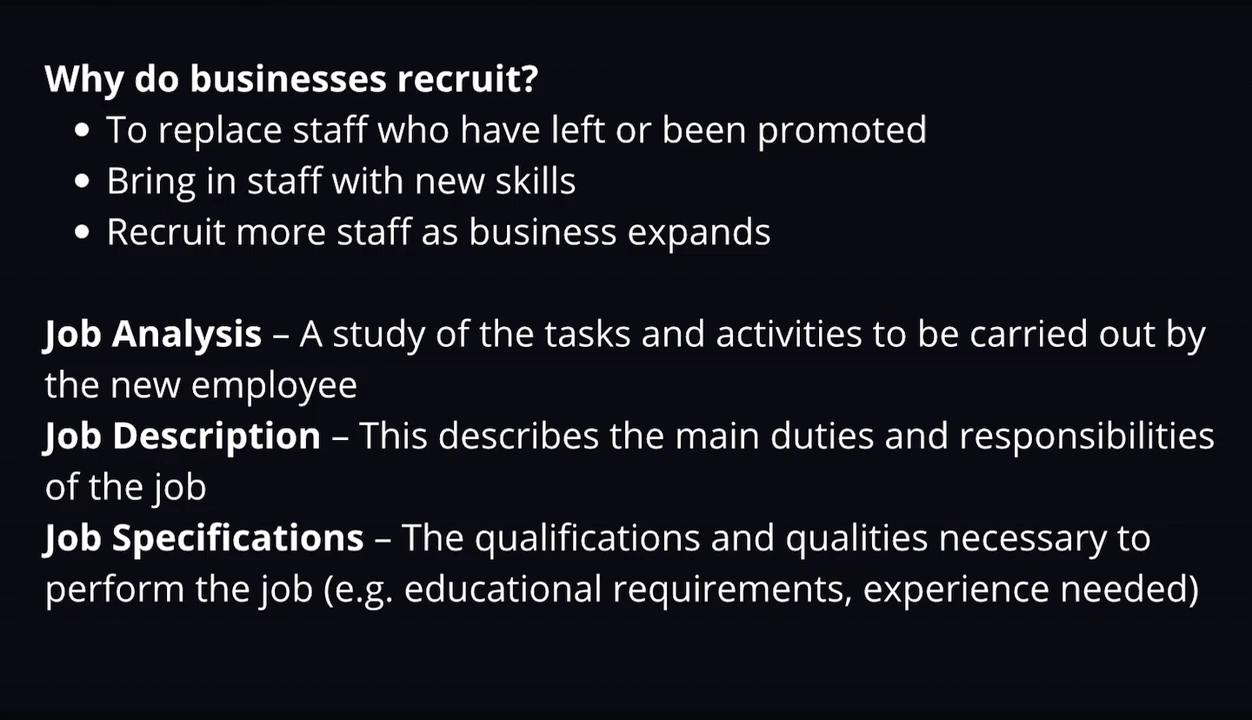 Why do businesses recruit?
• To replace staff who have left or been promoted
• Bring in staff with new skills
• Recruit more staff as business expands
Job Analysis – A study of the tasks and activities to be carried out by
the new employee
Job Description – This describes the main duties and responsibilities
of the job
Job Specifications – The qualifications and qualities necessary to
perform the job (e.g. educational requirements, experience needed)